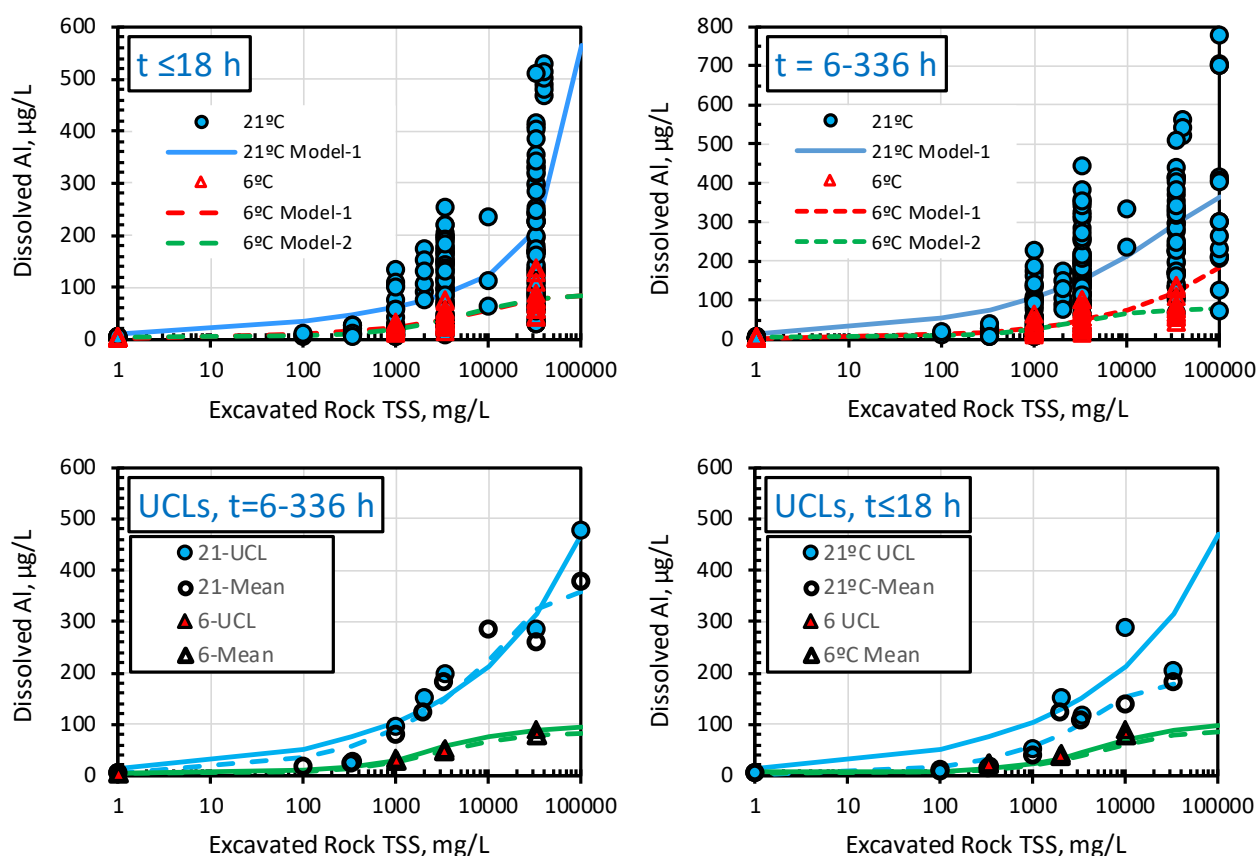 600
500
400
300
200
100
0
Dissolved Al, µg/L
t ≤18 h
21ºC
21ºC Model-1
6ºC
6ºC Model-1
6ºC Model-2
1 10 100 1000 10000 100000
Excavated Rock TSS, mg/L
800
700
600
500
400
300
200
100
0
Dissolved Al, µg/L
t = 6-336 h
21ºC
21ºC Model-1
6ºC
6ºC Model-1
6ºC Model-2
1 10 100 1000 10000 100000
Excavated Rock TSS, mg/L
600
500
400
300
200
100
0
Dissolved Al, µg/L
UCLs, t=6-336 h
21-UCL
21-Mean
6-UCL
6-Mean
1 10 100 1000 10000 100000
Excavated Rock TSS, mg/L
600
500
400
300
200
100
0
Dissolved Al, µg/L
UCLs, t≤18 h
21ºC UCL
21ºC-Mean
6 UCL
6ºC Mean
1 10 100 1000 10000 100000
Excavated Rock TSS, mg/L